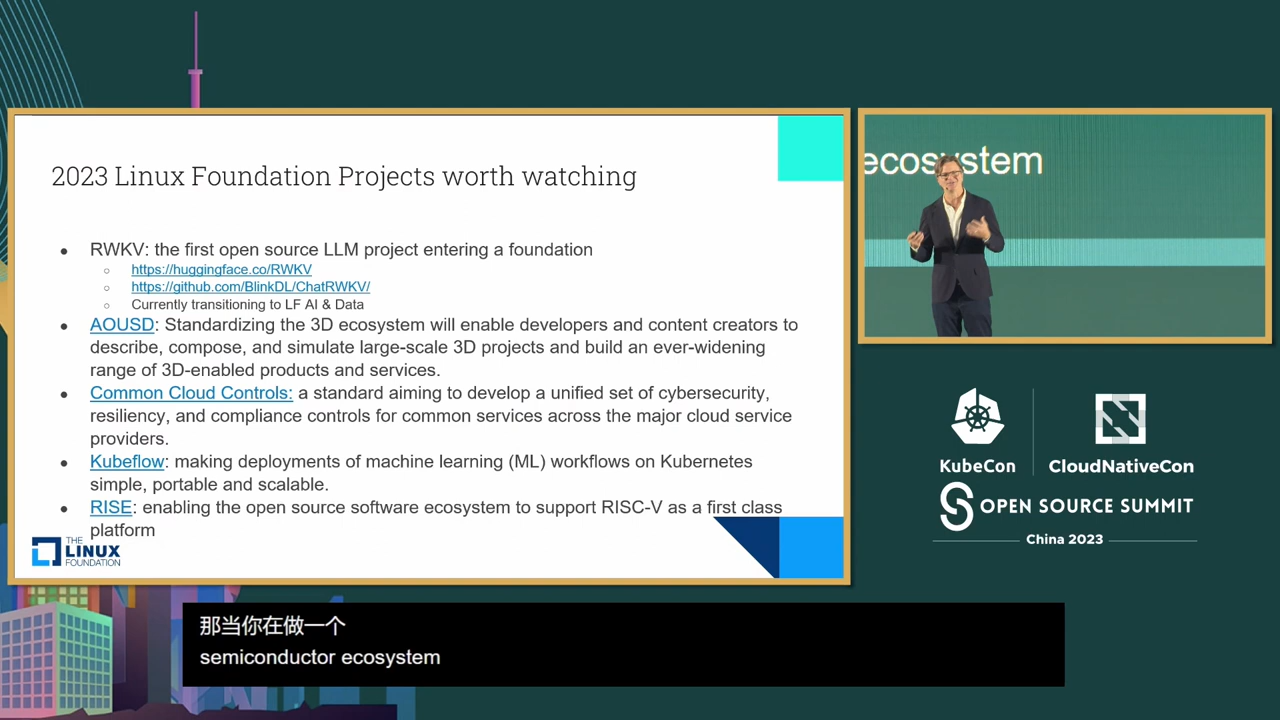 2023 Linux Foundation Projects worth watching
RWKV: the first open source LLM project entering a foundation
https://huggingface.co/RWKV
https://github.com/BlinkDL/ChatRWKV/
Currently transitioning to LF AI & Data
AOUSD: Standardizing the 3D ecosystem will enable developers and content creators to
describe, compose, and simulate large-scale 3D projects and build an ever-widening
range of 3D-enabled products and services.
Common Cloud Controls: a standard aiming to develop a unified set of cybersecurity,
resiliency, and compliance controls for common services across the major cloud service
providers.
Kubeflow: making deployments of machine learning (ML) workflows on Kubernetes
simple, portable and scalable.
RISE: enabling the open source software ecosystem to support RISC-V as a first class
platform
THE
LINUX
FOUNDATION
ecosystem
KubeCon
CloudNativeCon
OPEN SOURCE SUMMIT
China 2023
那当你在做一个
semiconductor ecosystem